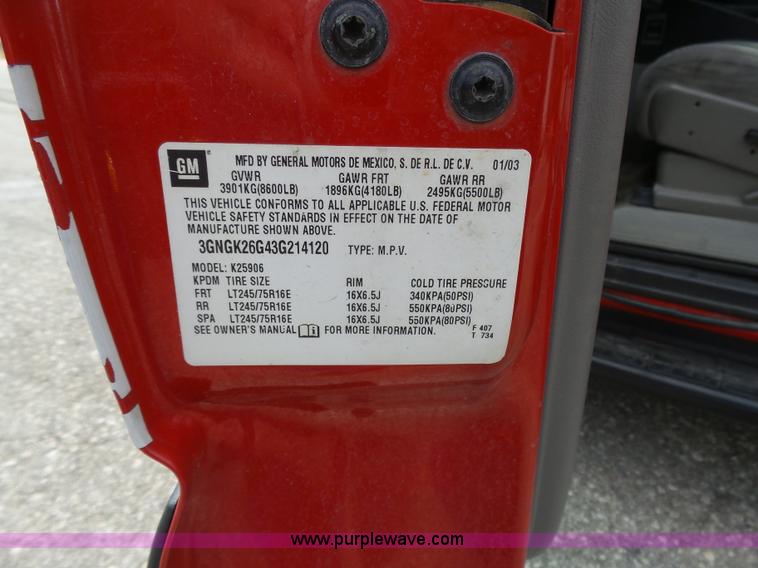 GM
MFD BY GENERAL MOTORS DE MEXICO, S. DE R.L. DE C.V. 01/03
GVWR GAWR FRT GAWR RR
3901KG(8600LB) 1896KG(4180LB) 2495KG(5500LB)
THIS VEHICLE CONFORMS TO ALL APPLICABLE U.S. FEDERAL MOTOR
VEHICLE SAFETY STANDARDS IN EFFECT ON THE DATE OF
MANUFACTURE SHOWN ABOVE.
3GNGK26G43G214120 TYPE: M.P.V.
MODEL: K25906
KPDM TIRE SIZE RIM COLD TIRE PRESSURE
FRT LT245/75R16E 16X6.5J 340KPA(50PSI)
RR LT245/75R16E 16X6.5J 550KPA(80PSI)
SPA LT245/75R16E 16X6.5J 550KPA(80PSI)
SEE OWNER'S MANUAL FOR MORE INFORMATION. F 407
T 734
www.purplewave.com